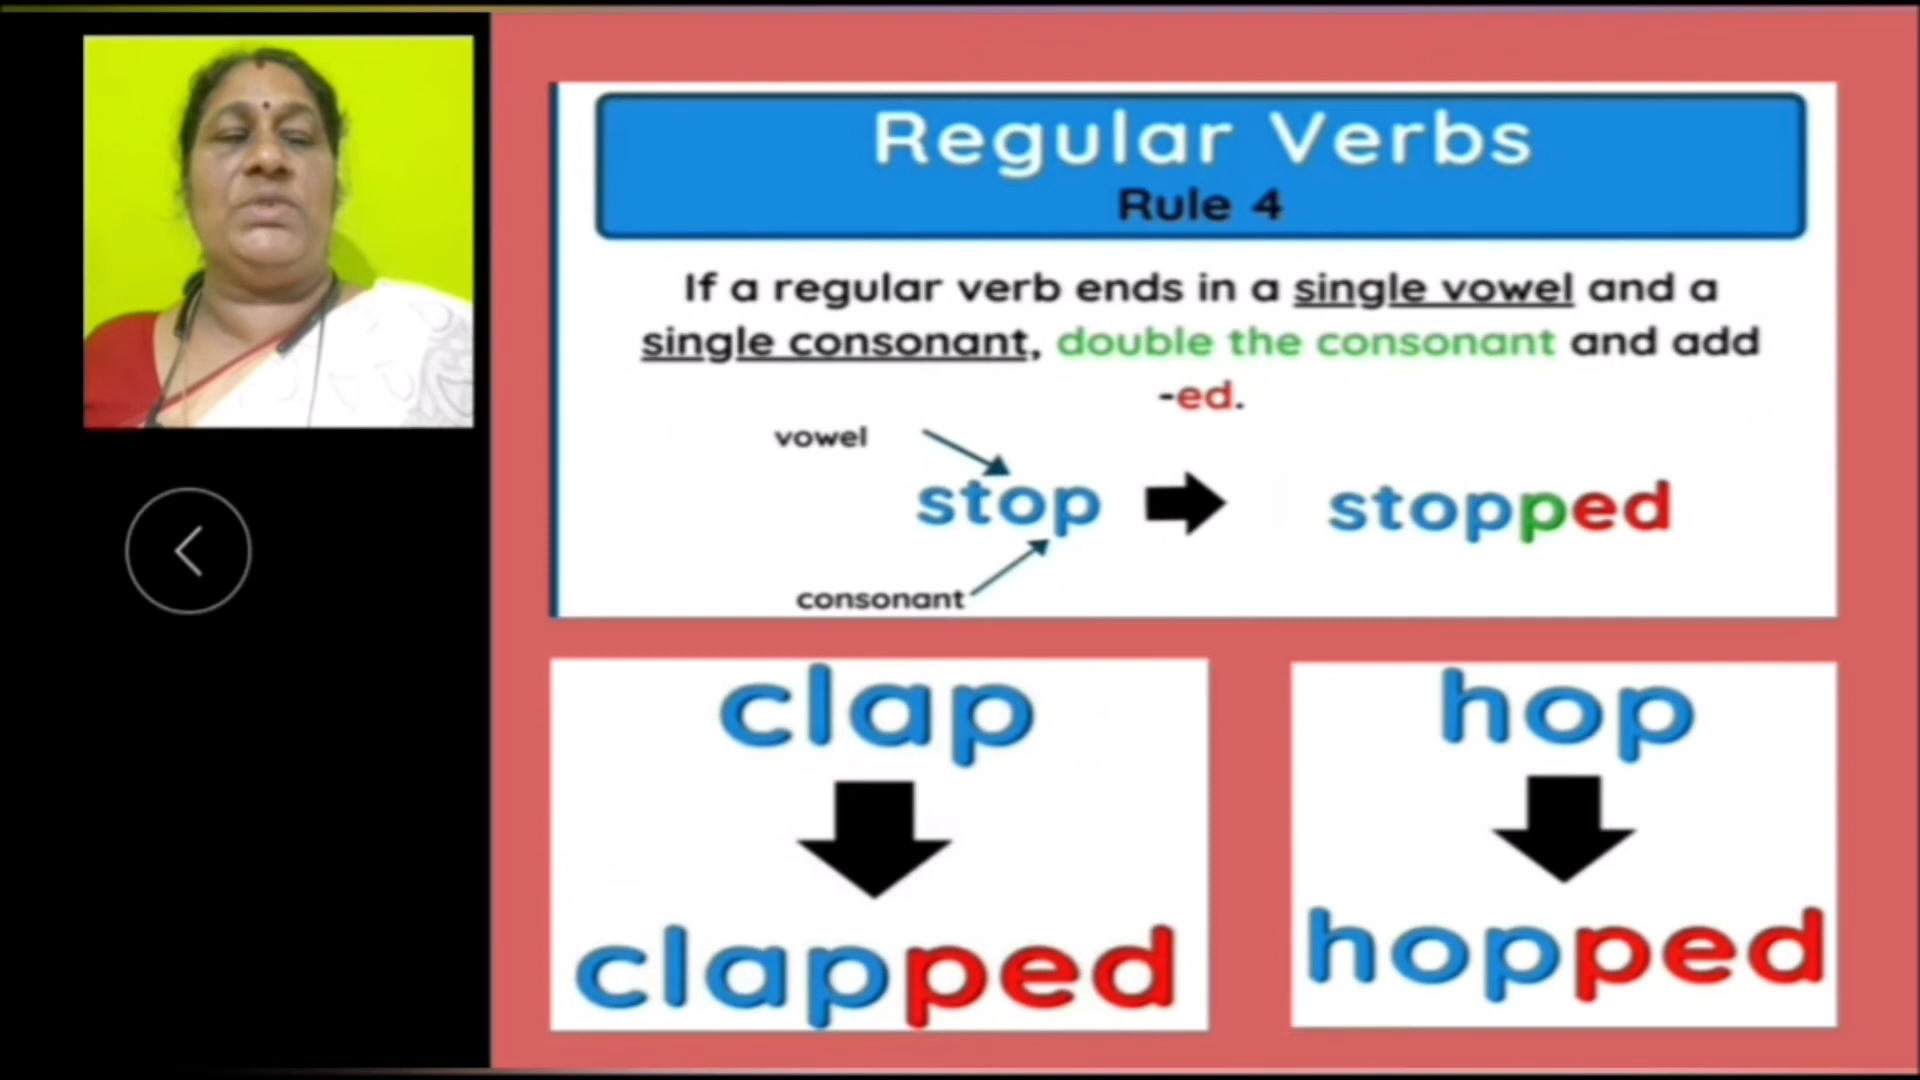 Regular Verbs
Rule 4
If a regular verb ends in a single vowel and a
single consonant, double the consonant and add
-ed.
vowel
stop
stopped
consonant
clap
clapped
hop
hopped